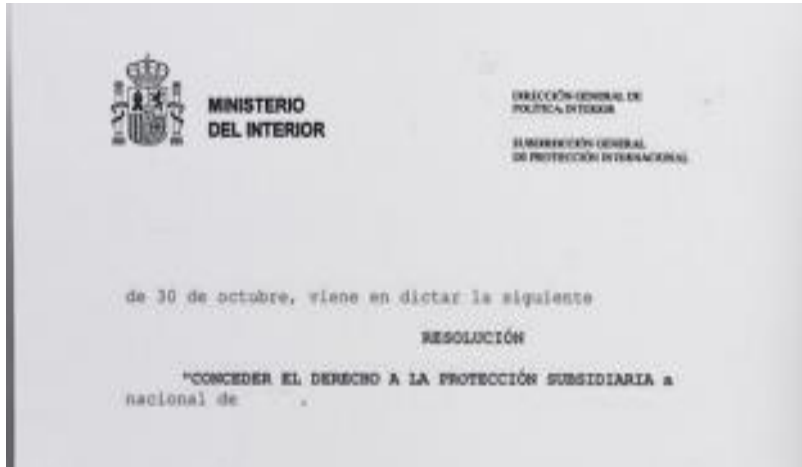 MINISTERIO
DEL INTERIOR
DIRECCIÓN GENERAL DE
POLÍTICA INTERIOR
SUBDIRECCIÓN GENERAL
DE PROTECCIÓN INTERNACIONAL
de 30 de octubre, viene en dictar la siguiente
RESOLUCIÓN
"CONCEDER EL DERECHO A LA PROTECCIÓN SUBSIDIARIA a
nacional de .